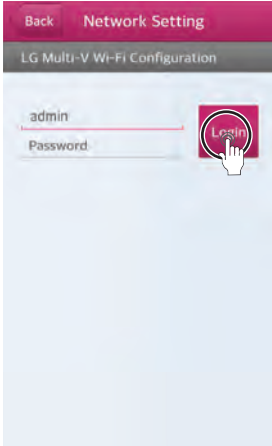 Back Network Setting
LG Multi-V Wi-Fi Configuration
admin
Login
Password